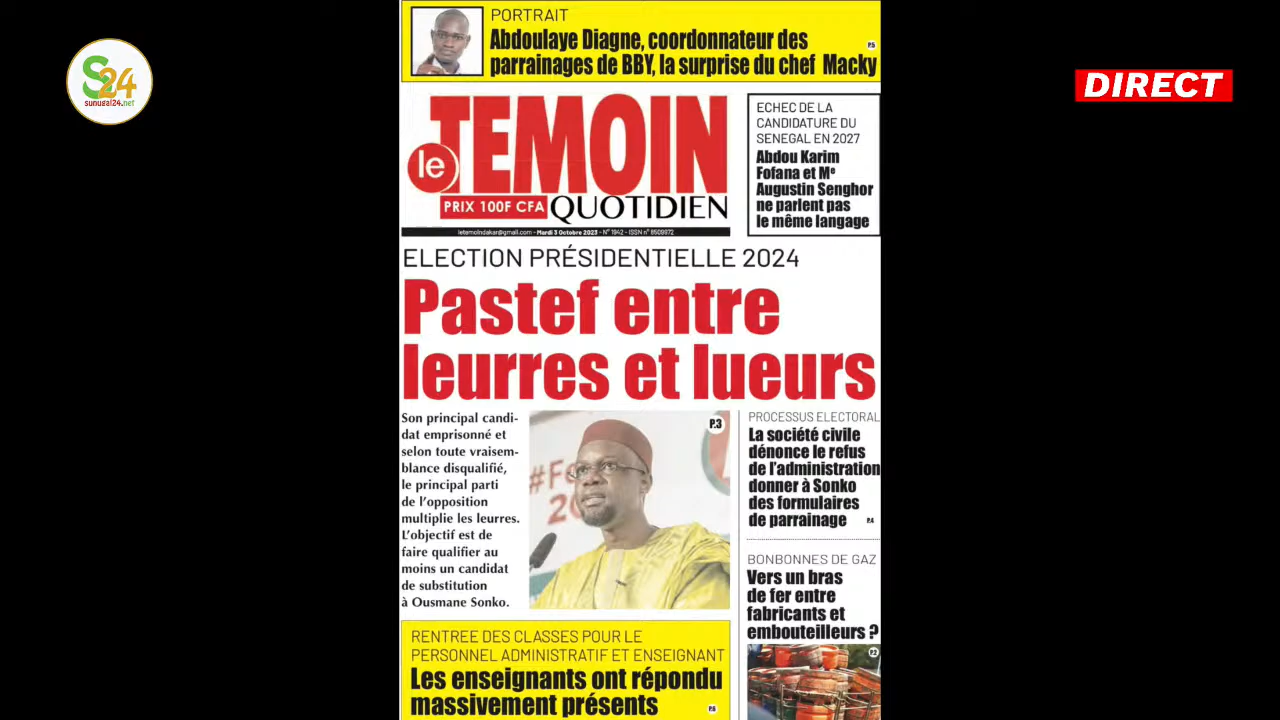 S24
sunugal24.net
DIRECT
PORTRAIT
Abdoulaye Diagne, coordonnateur des
parrainages de BBY, la surprise du chef Macky
P.5
le TEMOIN
PRIX 100F CFA QUOTIDIEN
letemoindakar@gmail.com - Mardi 3 Octobre 2023 - N° 1942 - ISSN n° 8509972
ECHEC DE LA
CANDIDATURE DU
SENEGAL EN 2027
Abdou Karim
Fofana et Me
Augustin Senghor
ne parlent pas
le même langage
ELECTION PRÉSIDENTIELLE 2024
Pastef entre
leurres et lueurs
Son principal candi-
dat emprisonné et
selon toute vraisem-
blance disqualifié,
le principal parti
de l'opposition
multiplie les leurres.
L'objectif est de
faire qualifier au
moins un candidat
de substitution
à Ousmane Sonko.
P.3
PROCESSUS ELECTORAL
La société civile
dénonce le refus
de l'administration
donner à Sonko
des formulaires
de parrainage P.4
BONBONNES DE GAZ
Vers un bras
de fer entre
fabricants et
embouteilleurs ?
P.2
RENTREE DES CLASSES POUR LE
PERSONNEL ADMINISTRATIF ET ENSEIGNANT
Les enseignants ont répondu
massivement présents P.6